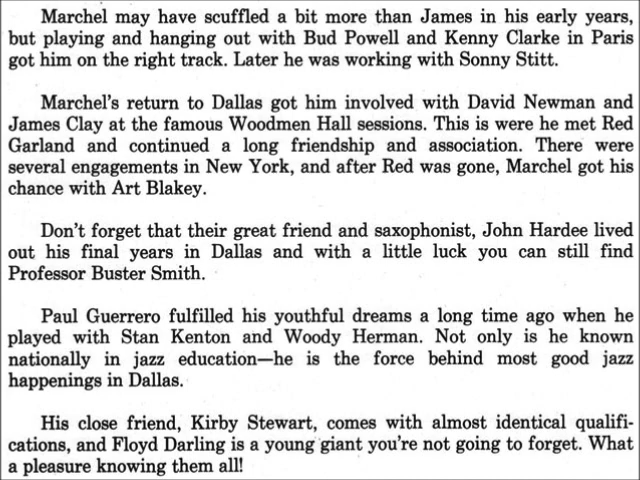 Marchel may have scuffled a bit more than James in his early years,
but playing and hanging out with Bud Powell and Kenny Clarke in Paris
got him on the right track. Later he was working with Sonny Stitt.
Marchel's return to Dallas got him involved with David Newman and
James Clay at the famous Woodmen Hall sessions. This is were he met Red
Garland and continued a long friendship and association. There were
several engagements in New York, and after Red was gone, Marchel got his
chance with Art Blakey.
Don't forget that their great friend and saxophonist, John Hardee lived
out his final years in Dallas and with a little luck you can still find
Professor Buster Smith.
Paul Guerrero fulfilled his youthful dreams a long time ago when he
played with Stan Kenton and Woody Herman. Not only is he known
nationally in jazz education—he is the force behind most good jazz
happenings in Dallas.
His close friend, Kirby Stewart, comes with almost identical qualifi-
cations, and Floyd Darling is a young giant you're not going to forget. What
a pleasure knowing them all!